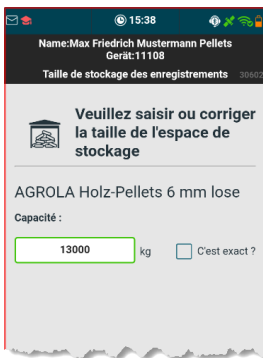 15:38
Name:Max Friedrich Mustermann Pellets
Gerät:11108
Taille de stockage des enregistrements 30602
Veuillez saisir ou corriger
la taille de l'espace de
stockage
AGROLA Holz-Pellets 6 mm lose
Capacité :
13000 kg C'est exact ?